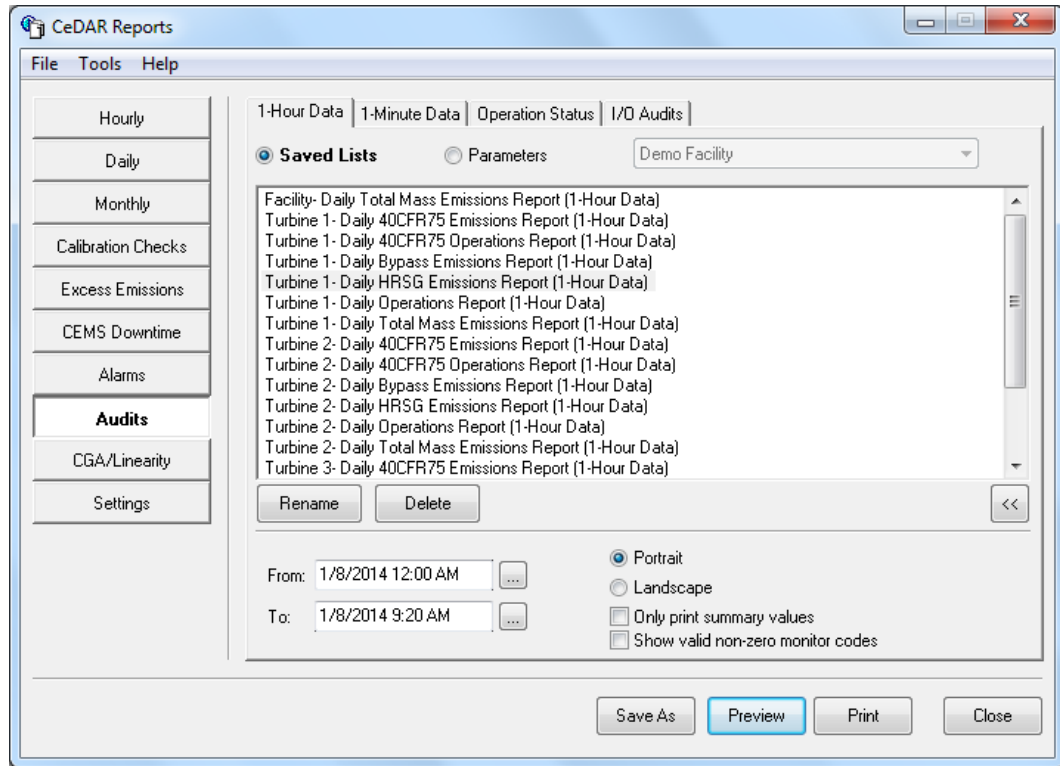 CeDAR Reports
File Tools Help
Hourly
Daily
Monthly
Calibration Checks
Excess Emissions
CEMS Downtime
Alarms
Audits
CGA/Linearity
Settings
1-Hour Data 1-Minute Data Operation Status I/O Audits
Saved Lists Parameters Demo Facility
Facility- Daily Total Mass Emissions Report (1-Hour Data)
Turbine 1- Daily 40CFR75 Emissions Report (1-Hour Data)
Turbine 1- Daily 40CFR75 Operations Report (1-Hour Data)
Turbine 1- Daily Bypass Emissions Report (1-Hour Data)
Turbine 1- Daily HRSG Emissions Report (1-Hour Data)
Turbine 1- Daily Operations Report (1-Hour Data)
Turbine 1- Daily Total Mass Emissions Report (1-Hour Data)
Turbine 2- Daily 40CFR75 Emissions Report (1-Hour Data)
Turbine 2- Daily 40CFR75 Operations Report (1-Hour Data)
Turbine 2- Daily Bypass Emissions Report (1-Hour Data)
Turbine 2- Daily HRSG Emissions Report (1-Hour Data)
Turbine 2- Daily Operations Report (1-Hour Data)
Turbine 2- Daily Total Mass Emissions Report (1-Hour Data)
Turbine 3- Daily 40CFR75 Emissions Report (1-Hour Data)
Rename Delete <<
From: 1/8/2014 12:00 AM ...
To: 1/8/2014 9:20 AM ...
Portrait
Landscape
Only print summary values
Show valid non-zero monitor codes
Save As Preview Print Close